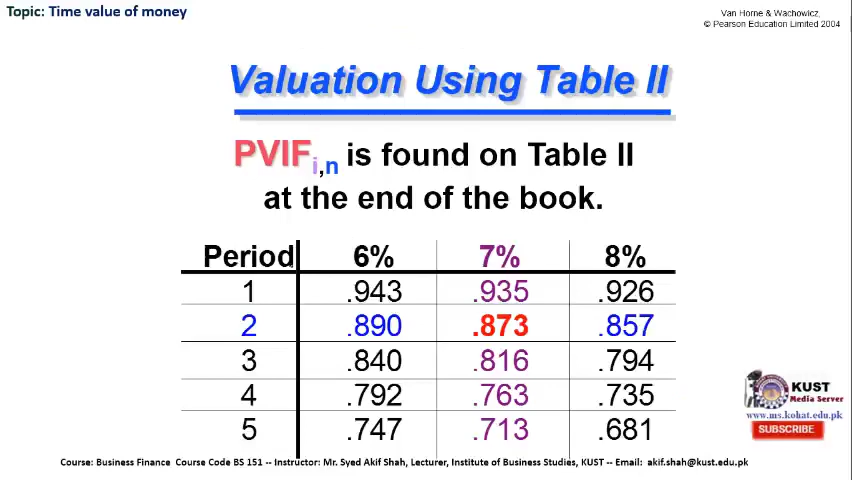 Topic: Time value of money
Van Horne & Wachowicz,
© Pearson Education Limited 2004
Valuation Using Table II
PVIFi,n is found on Table II
at the end of the book.
Period 6% 7% 8%
1 .943 .935 .926
2 .890 .873 .857
3 .840 .816 .794
4 .792 .763 .735
5 .747 .713 .681
KUST
Media Server
www.ms.kohat.edu.pk
SUBSCRIBE
Course: Business Finance Course Code BS 151 -- Instructor: Mr. Syed Akif Shah, Lecturer, Institute of Business Studies, KUST -- Email: akif.shah@kust.edu.pk